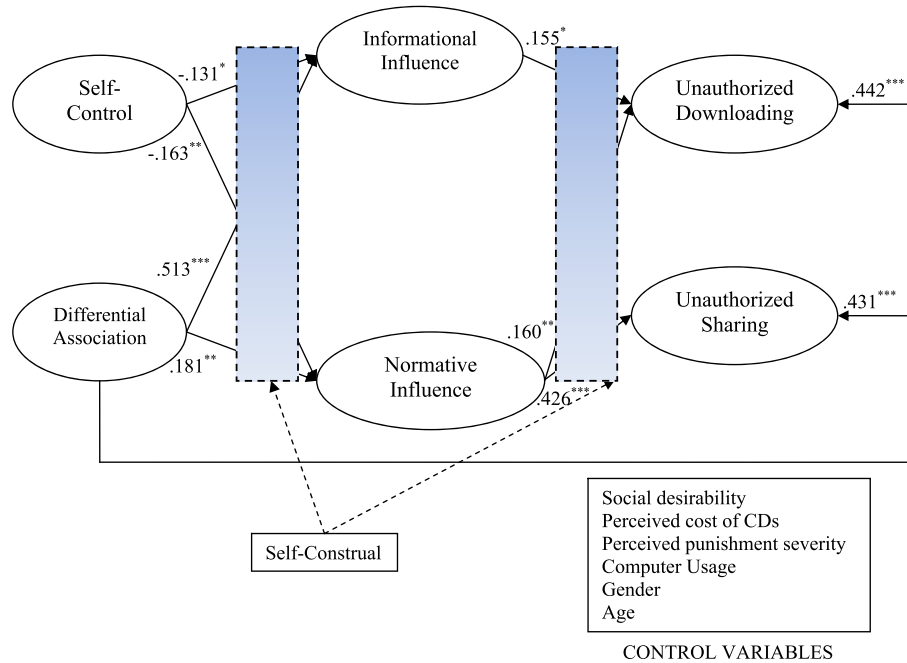 Informational
Influence
.155*
-.131*
Self-
Control
-.163**
Unauthorized
Downloading
.442***
.513***
Differential
Association
.181**
Normative
Influence
.160**
.426***
Unauthorized
Sharing
.431***
Self-Construal
Social desirability
Perceived cost of CDs
Perceived punishment severity
Computer Usage
Gender
Age
CONTROL VARIABLES